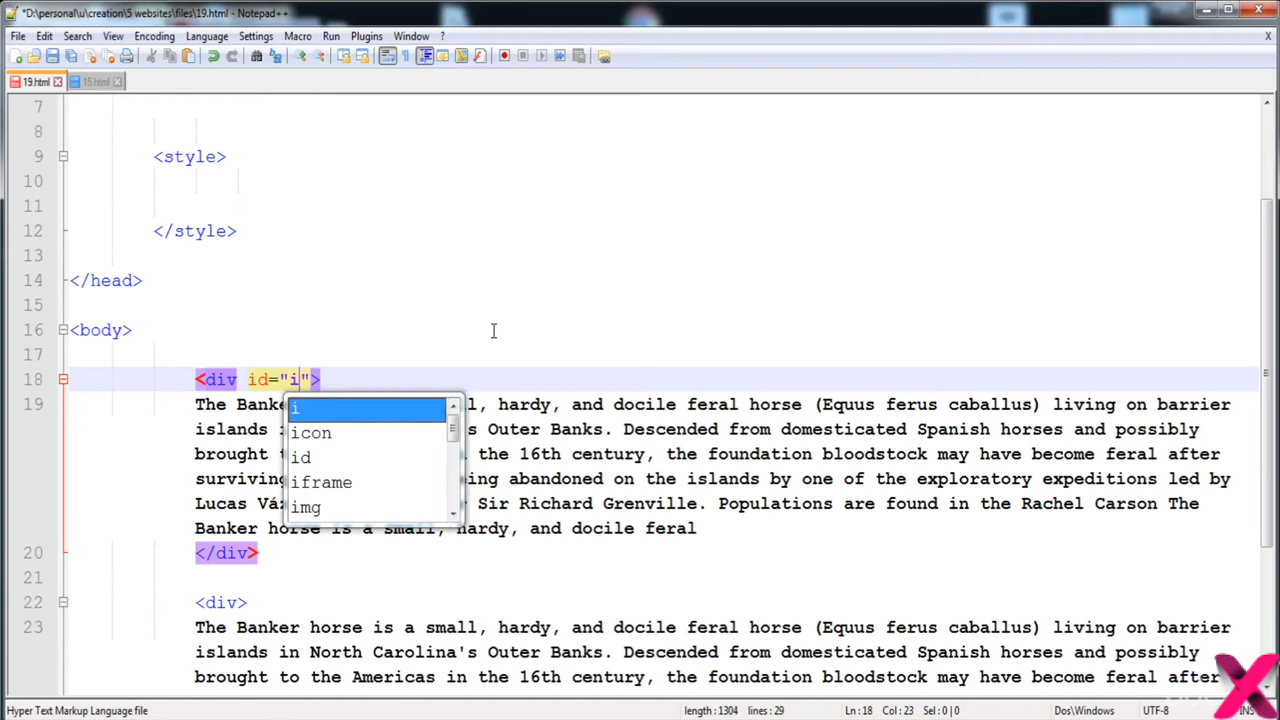 *D:\personal\u\creation\5 websites\files\19.html - Notepad++
File Edit Search View Encoding Language Settings Macro Run Plugins Window ? X
19.html 15.html
7
8
9 <style>
10
11
12 </style>
13
14 </head>
15
16 <body>
17
18 <div id="i">
19 The Banke l, hardy, and docile feral horse (Equus ferus caballus) living on barrier
islands i s Outer Banks. Descended from domesticated Spanish horses and possibly
brought t the 16th century, the foundation bloodstock may have become feral after
surviving ing abandoned on the islands by one of the exploratory expeditions led by
Lucas Vá Sir Richard Grenville. Populations are found in the Rachel Carson The
Banker horse is a small, hardy, and docile feral
i
icon
id
iframe
img
20 </div>
21
22 <div>
23 The Banker horse is a small, hardy, and docile feral horse (Equus ferus caballus) living on barrier
islands in North Carolina's Outer Banks. Descended from domesticated Spanish horses and possibly
brought to the Americas in the 16th century, the foundation bloodstock may have become feral after
Hyper Text Markup Language file length : 1304 lines : 29 Ln : 18 Col : 23 Sel : 0 | 0 Dos\Windows UTF-8 INS